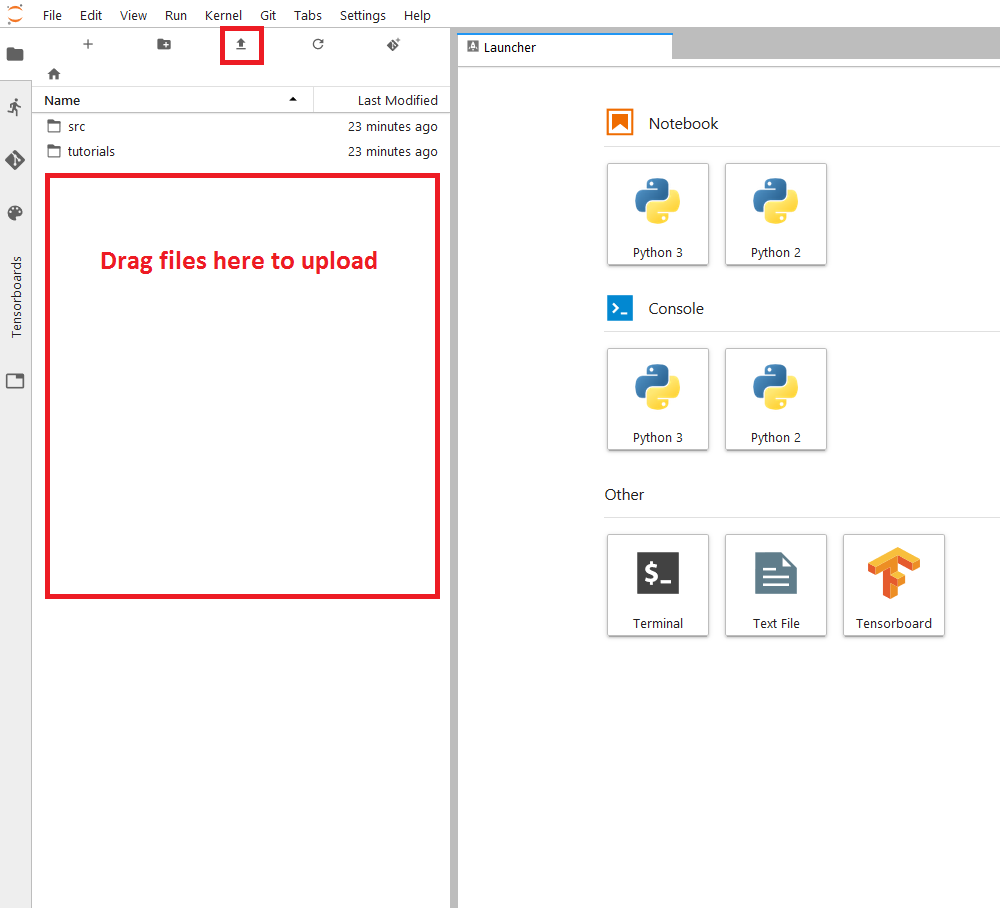 File Edit View Run Kernel Git Tabs Settings Help
Launcher
Name Last Modified
src 23 minutes ago
tutorials 23 minutes ago
Drag files here to upload
Tensorboards
Notebook
Python 3 Python 2
Console
Python 3 Python 2
Other
$_
Terminal Text File Tensorboard